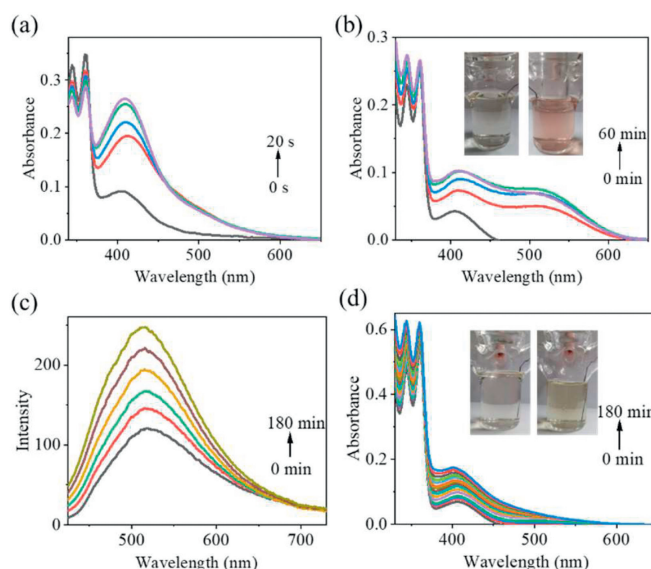 (a)
Absorbance
0.3
0.2
0.1
0.0
20 s
0 s
400
500
600
Wavelength (nm)
(b)
Absorbance
0.3
0.2
0.1
0.0
60 min
0 min
400
500
600
Wavelength (nm)
(c)
Intensity
200
100
0
180 min
0 min
500
600
700
Wavelength (nm)
(d)
Absorbance
0.6
0.4
0.2
0.0
180 min
0 min
400
500
600
Wavelength (nm)